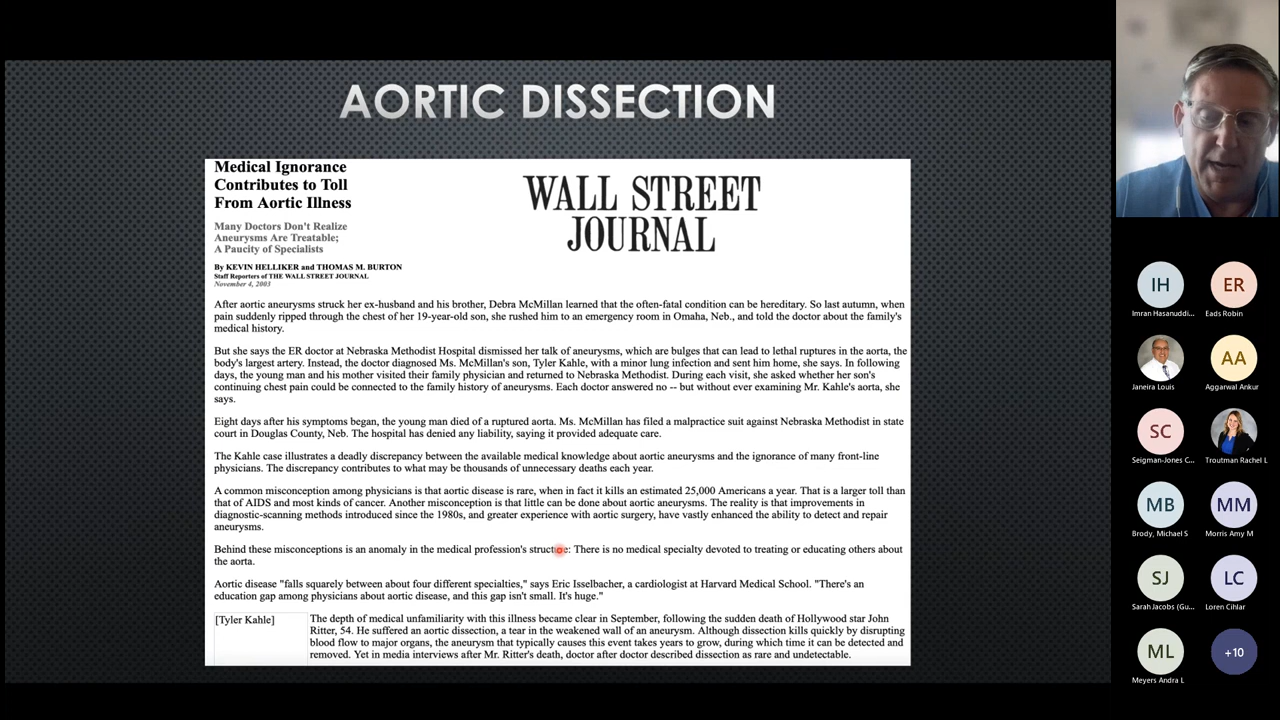 AORTIC DISSECTION
Medical Ignorance
Contributes to Toll
From Aortic Illness
Many Doctors Don't Realize
Aneurysms Are Treatable;
A Paucity of Specialists
By KEVIN HELLIKER and THOMAS M. BURTON
Staff Reporters of THE WALL STREET JOURNAL
November 4, 2003
WALL STREET
JOURNAL
After aortic aneurysms struck her ex-husband and his brother, Debra McMillan learned that the often-fatal condition can be hereditary. So last autumn, when
pain suddenly ripped through the chest of her 19-year-old son, she rushed him to an emergency room in Omaha, Neb., and told the doctor about the family's
medical history.
But she says the ER doctor at Nebraska Methodist Hospital dismissed her talk of aneurysms, which are bulges that can lead to lethal ruptures in the aorta, the
body's largest artery. Instead, the doctor diagnosed Ms. McMillan's son, Tyler Kahle, with a minor lung infection and sent him home, she says. In following
days, the young man and his mother visited their family physician and returned to Nebraska Methodist. During each visit, she asked whether her son's
continuing chest pain could be connected to the family history of aneurysms. Each doctor answered no -- but without ever examining Mr. Kahle's aorta, she
says.
Eight days after his symptoms began, the young man died of a ruptured aorta. Ms. McMillan has filed a malpractice suit against Nebraska Methodist in state
court in Douglas County, Neb. The hospital has denied any liability, saying it provided adequate care.
The Kahle case illustrates a deadly discrepancy between the available medical knowledge about aortic aneurysms and the ignorance of many front-line
physicians. The discrepancy contributes to what may be thousands of unnecessary deaths each year.
A common misconception among physicians is that aortic disease is rare, when in fact it kills an estimated 25,000 Americans a year. That is a larger toll than
that of AIDS and most kinds of cancer. Another misconception is that little can be done about aortic aneurysms. The reality is that improvements in
diagnostic-scanning methods introduced since the 1980s, and greater experience with aortic surgery, have vastly enhanced the ability to detect and repair
aneurysms.
Behind these misconceptions is an anomaly in the medical profession's structure: There is no medical specialty devoted to treating or educating others about
the aorta.
Aortic disease "falls squarely between about four different specialties," says Eric Isselbacher, a cardiologist at Harvard Medical School. "There's an
education gap among physicians about aortic disease, and this gap isn't small. It's huge."
[Tyler Kahle]
The depth of medical unfamiliarity with this illness became clear in September, following the sudden death of Hollywood star John
Ritter, 54. He suffered an aortic dissection, a tear in the weakened wall of an aneurysm. Although dissection kills quickly by disrupting
blood flow to major organs, the aneurysm that typically causes this event takes years to grow, during which time it can be detected and
removed. Yet in media interviews after Mr. Ritter's death, doctor after doctor described dissection as rare and undetectable.
IH
Imran Hasanuddi...
ER
Eads Robin
Janeira Louis
AA
Aggarwal Ankur
SC
Seigman-Jones C...
Troutman Rachel L
MB
Brody, Michael S
MM
Morris Amy M
SJ
Sarah Jacobs (Gu...
LC
Loren Cihlar
ML
Meyers Andra L
+10